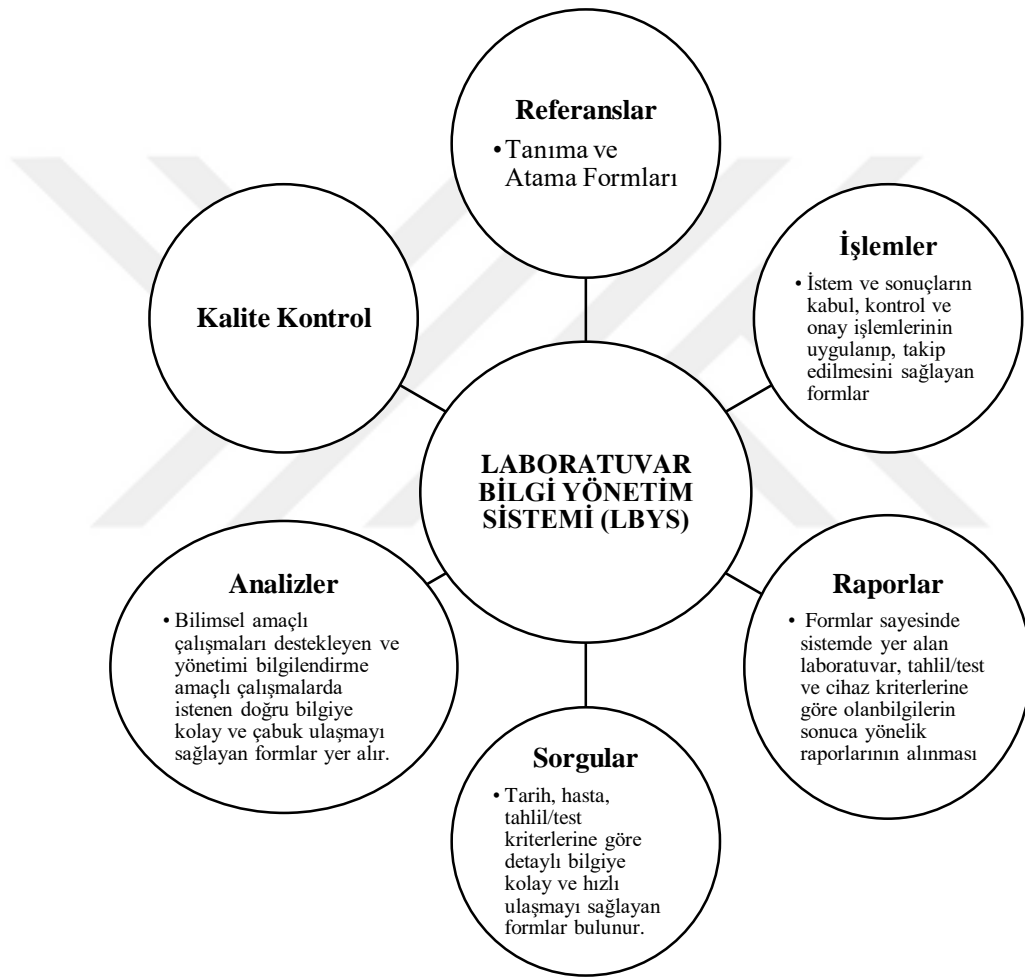 Referanslar
•Tanıma ve
Atama Formları
İşlemler
• İstem ve sonuçların
kabul, kontrol ve
onay işlemlerinin
uygulanıp, takip
edilmesini sağlayan
formlar
Kalite Kontrol
LABORATUVAR
BİLGİ YÖNETİM
SİSTEMİ (LBYS)
Analizler
• Bilimsel amaçlı
çalışmaları destekleyen ve
yönetimi bilgilendirme
amaçlı çalışmalarda
istenen doğru bilgiye
kolay ve çabuk ulaşmayı
sağlayan formlar yer alır.
Raporlar
• Formlar sayesinde
sistemde yer alan
laboratuvar, tahlil/test
ve cihaz kriterlerine
göre olanbilgilerin
sonuca yönelik
raporlarının alınması
Sorgular
• Tarih, hasta,
tahlil/test
kriterlerine göre
detaylı bilgiye
kolay ve hızlı
ulaşmayı sağlayan
formlar bulunur.